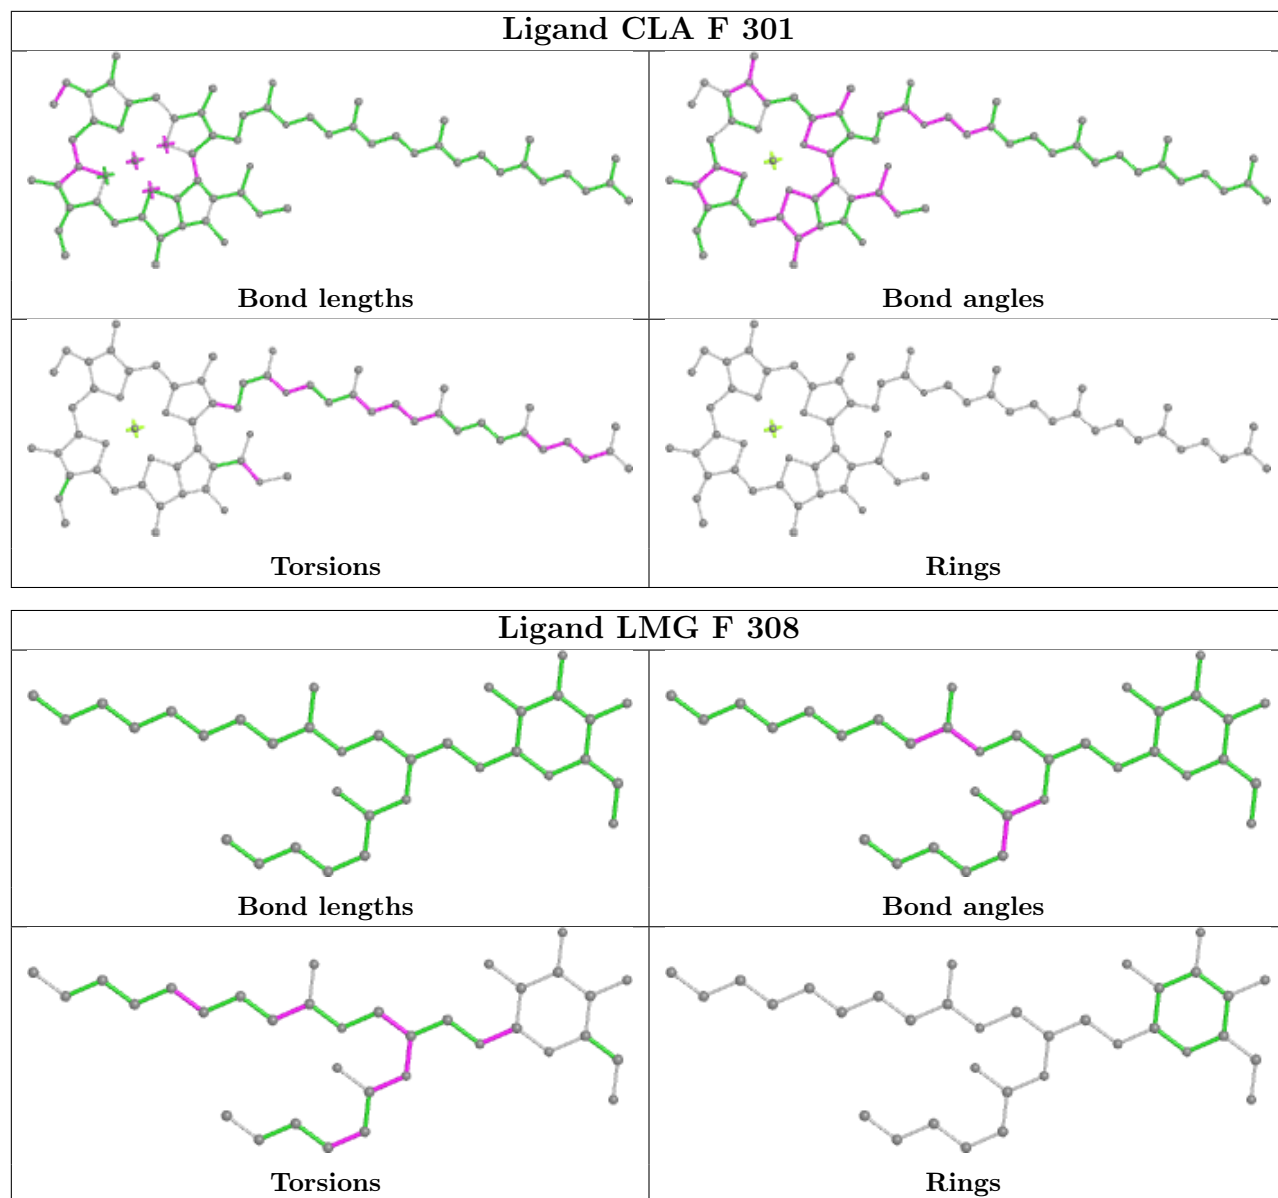 Ligand CLA F 301
Bond lengths
Bond angles
Torsions
Rings
Ligand LMG F 308
Bond lengths
Bond angles
Torsions
Rings